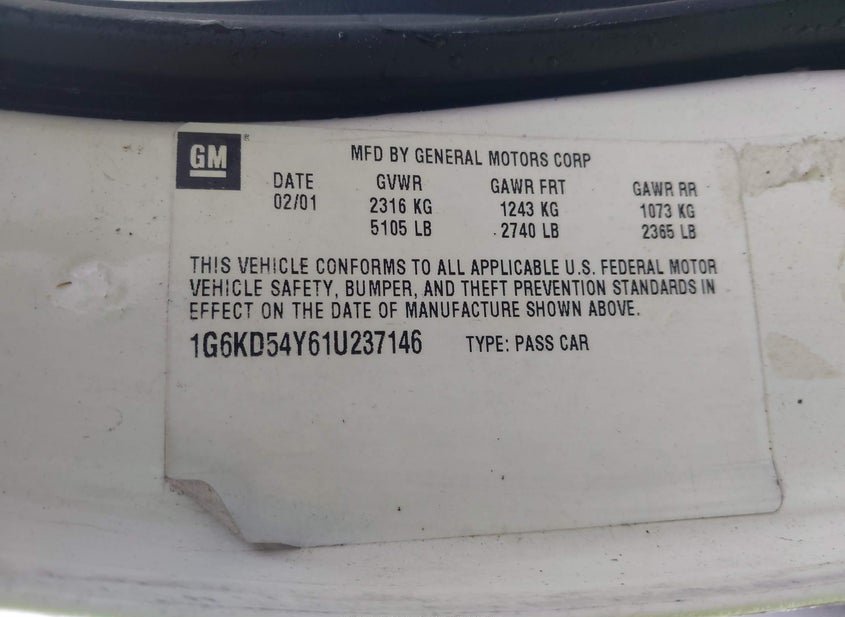 GM ®
MFD BY GENERAL MOTORS CORP
DATE GVWR GAWR FRT GAWR RR
02/01 2316 KG 1243 KG 1073 KG
5105 LB 2740 LB 2365 LB
THIS VEHICLE CONFORMS TO ALL APPLICABLE U.S. FEDERAL MOTOR
VEHICLE SAFETY, BUMPER, AND THEFT PREVENTION STANDARDS IN
EFFECT ON THE DATE OF MANUFACTURE SHOWN ABOVE.
1G6KD54Y61U237146 TYPE: PASS CAR